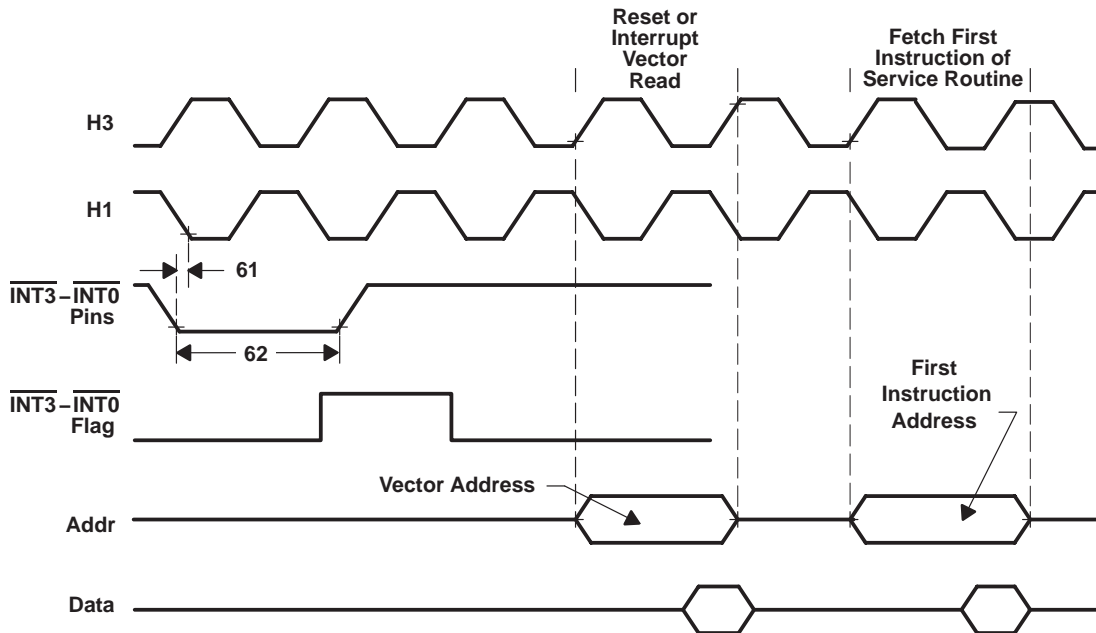 Reset or
Interrupt
Vector
Read
Fetch First
Instruction of
Service Routine
H3
H1
61
INT3–INT0
Pins
62
INT3–INT0
Flag
First
Instruction
Address
Vector Address
Addr
Data